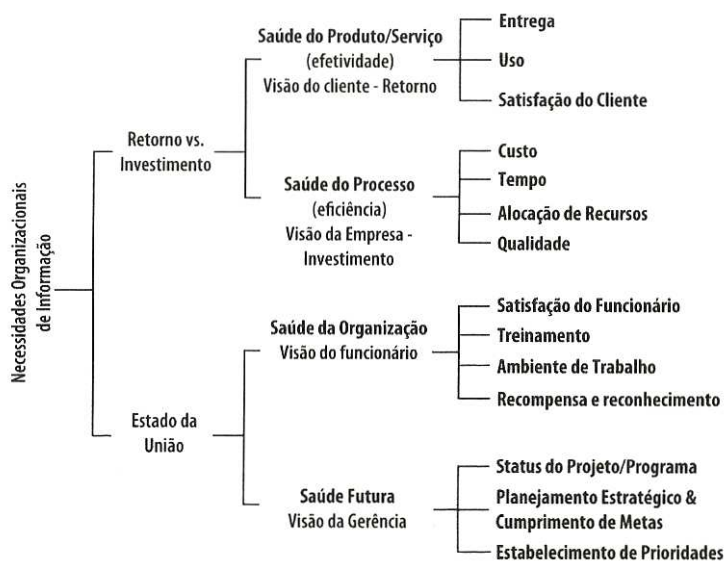 Necessidades Organizacionais
de Informação
Retorno vs.
Investimento
Saúde do Produto/Serviço
(efetividade)
Visão do cliente - Retorno
Entrega
Uso
Satisfação do Cliente
Saúde do Processo
(eficiência)
Visão da Empresa -
Investimento
Custo
Tempo
Alocação de Recursos
Qualidade
Estado da
União
Saúde da Organização
Visão do funcionário
Satisfação do Funcionário
Treinamento
Ambiente de Trabalho
Recompensa e reconhecimento
Saúde Futura
Visão da Gerência
Status do Projeto/Programa
Planejamento Estratégico &
Cumprimento de Metas
Estabelecimento de Prioridades